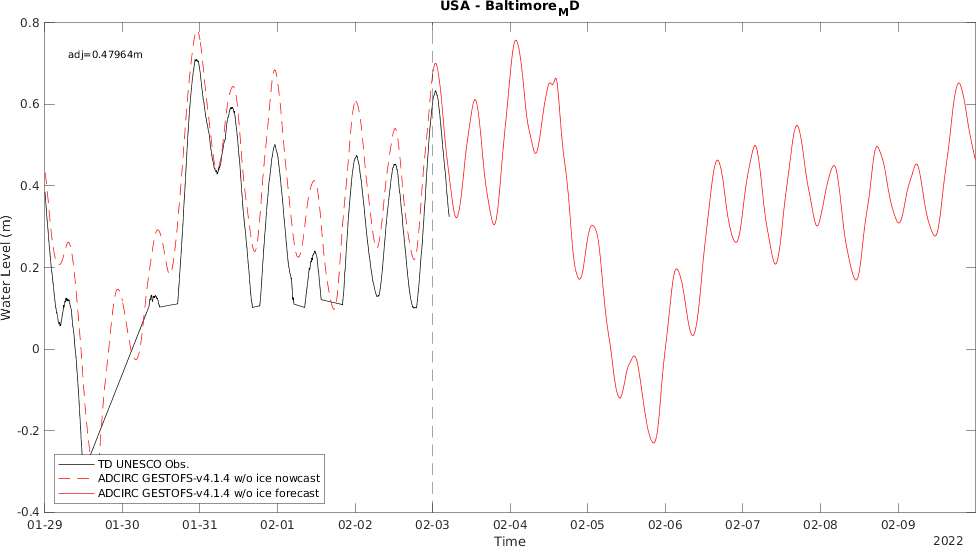 USA - Baltimore_MD
adj=0.47964m
Water Level (m)
0.8
0.6
0.4
0.2
0
-0.2
-0.4
TD UNESCO Obs.
ADCIRC GESTOFS-v4.1.4 w/o ice nowcast
ADCIRC GESTOFS-v4.1.4 w/o ice forecast
01-29 01-30 01-31 02-01 02-02 02-03 02-04 02-05 02-06 02-07 02-08 02-09
Time
2022